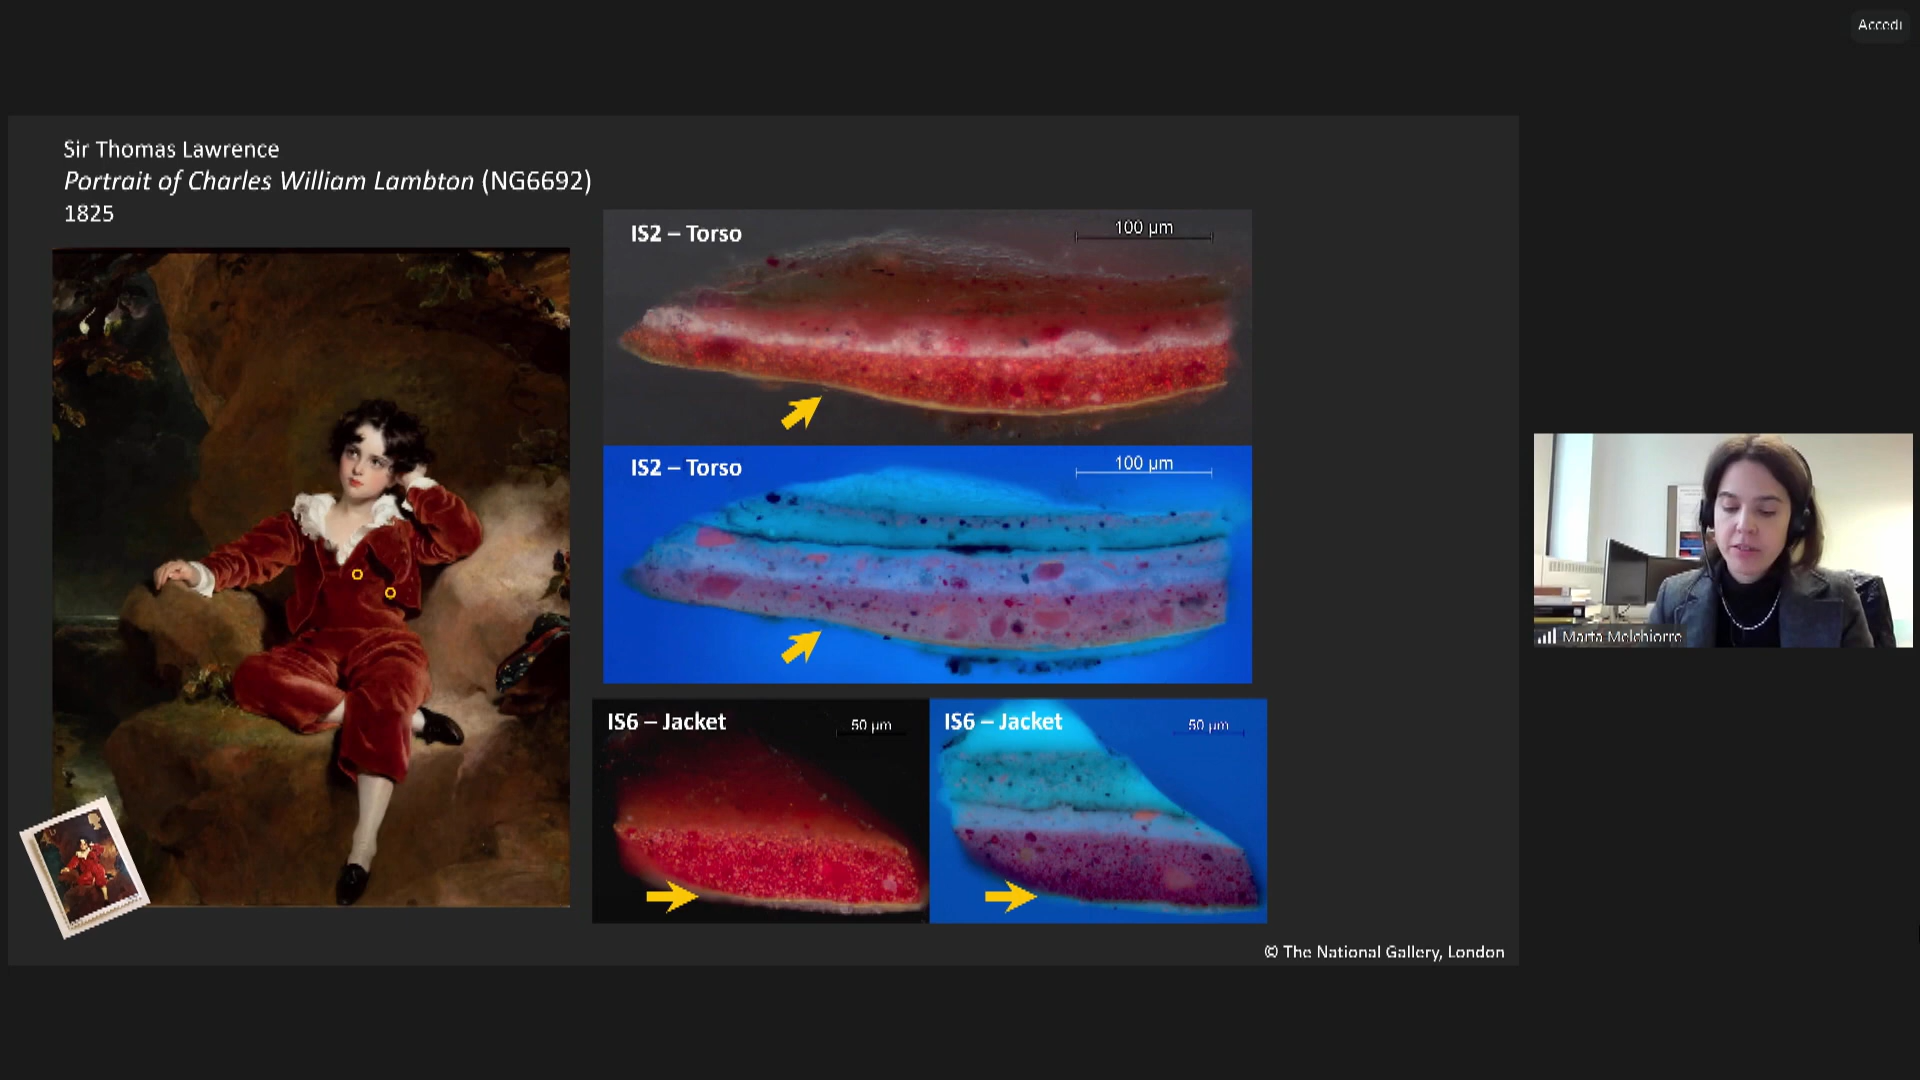 Accedi
Sir Thomas Lawrence
Portrait of Charles William Lambton (NG6692)
1825
IS2 – Torso
100 µm
IS2 – Torso
100 µm
IS6 – Jacket
50 µm
IS6 – Jacket
50 µm
Marta Melchiorre
© The National Gallery, London